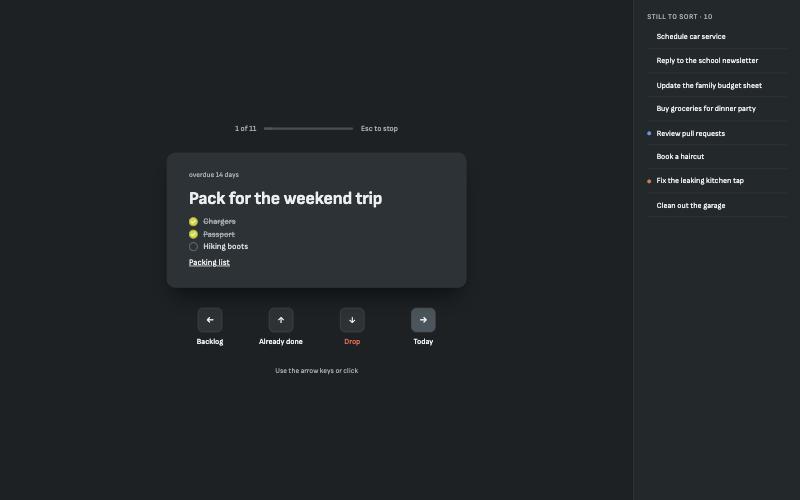 1 of 11
Esc to stop
overdue 14 days
Pack for the weekend trip
Chargers
Passport
Hiking boots
Packing list
Backlog
Already done
Drop
Today
Use the arrow keys or click
STILL TO SORT · 10
Schedule car service
Reply to the school newsletter
Update the family budget sheet
Buy groceries for dinner party
Review pull requests
Book a haircut
Fix the leaking kitchen tap
Clean out the garage